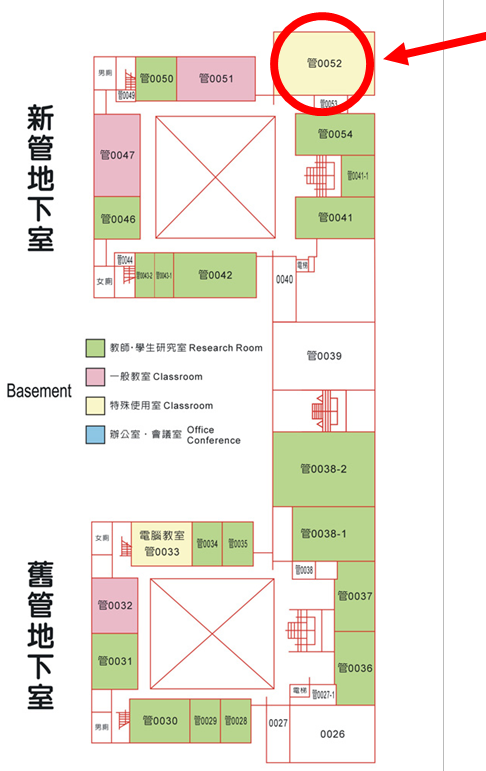 管0052
男廁
管0050
管0051
管0049
管0053
新管地下室
管0054
管0047
管0041-1
管0046
管0041
管0044
電梯
女廁
管0043-2
管0043-1
管0042
0040
管0039
教師‧學生研究室 Research Room
一般教室 Classroom
Basement
特殊使用室 Classroom
辦公室‧會議室 Office
Conference
管0038-2
女廁
電腦教室
管0033
管0034
管0035
管0038-1
舊管地下室
管0038
管0032
管0037
管0031
管0036
電梯
管0027-1
男廁
管0030
管0029
管0028
0027
0026